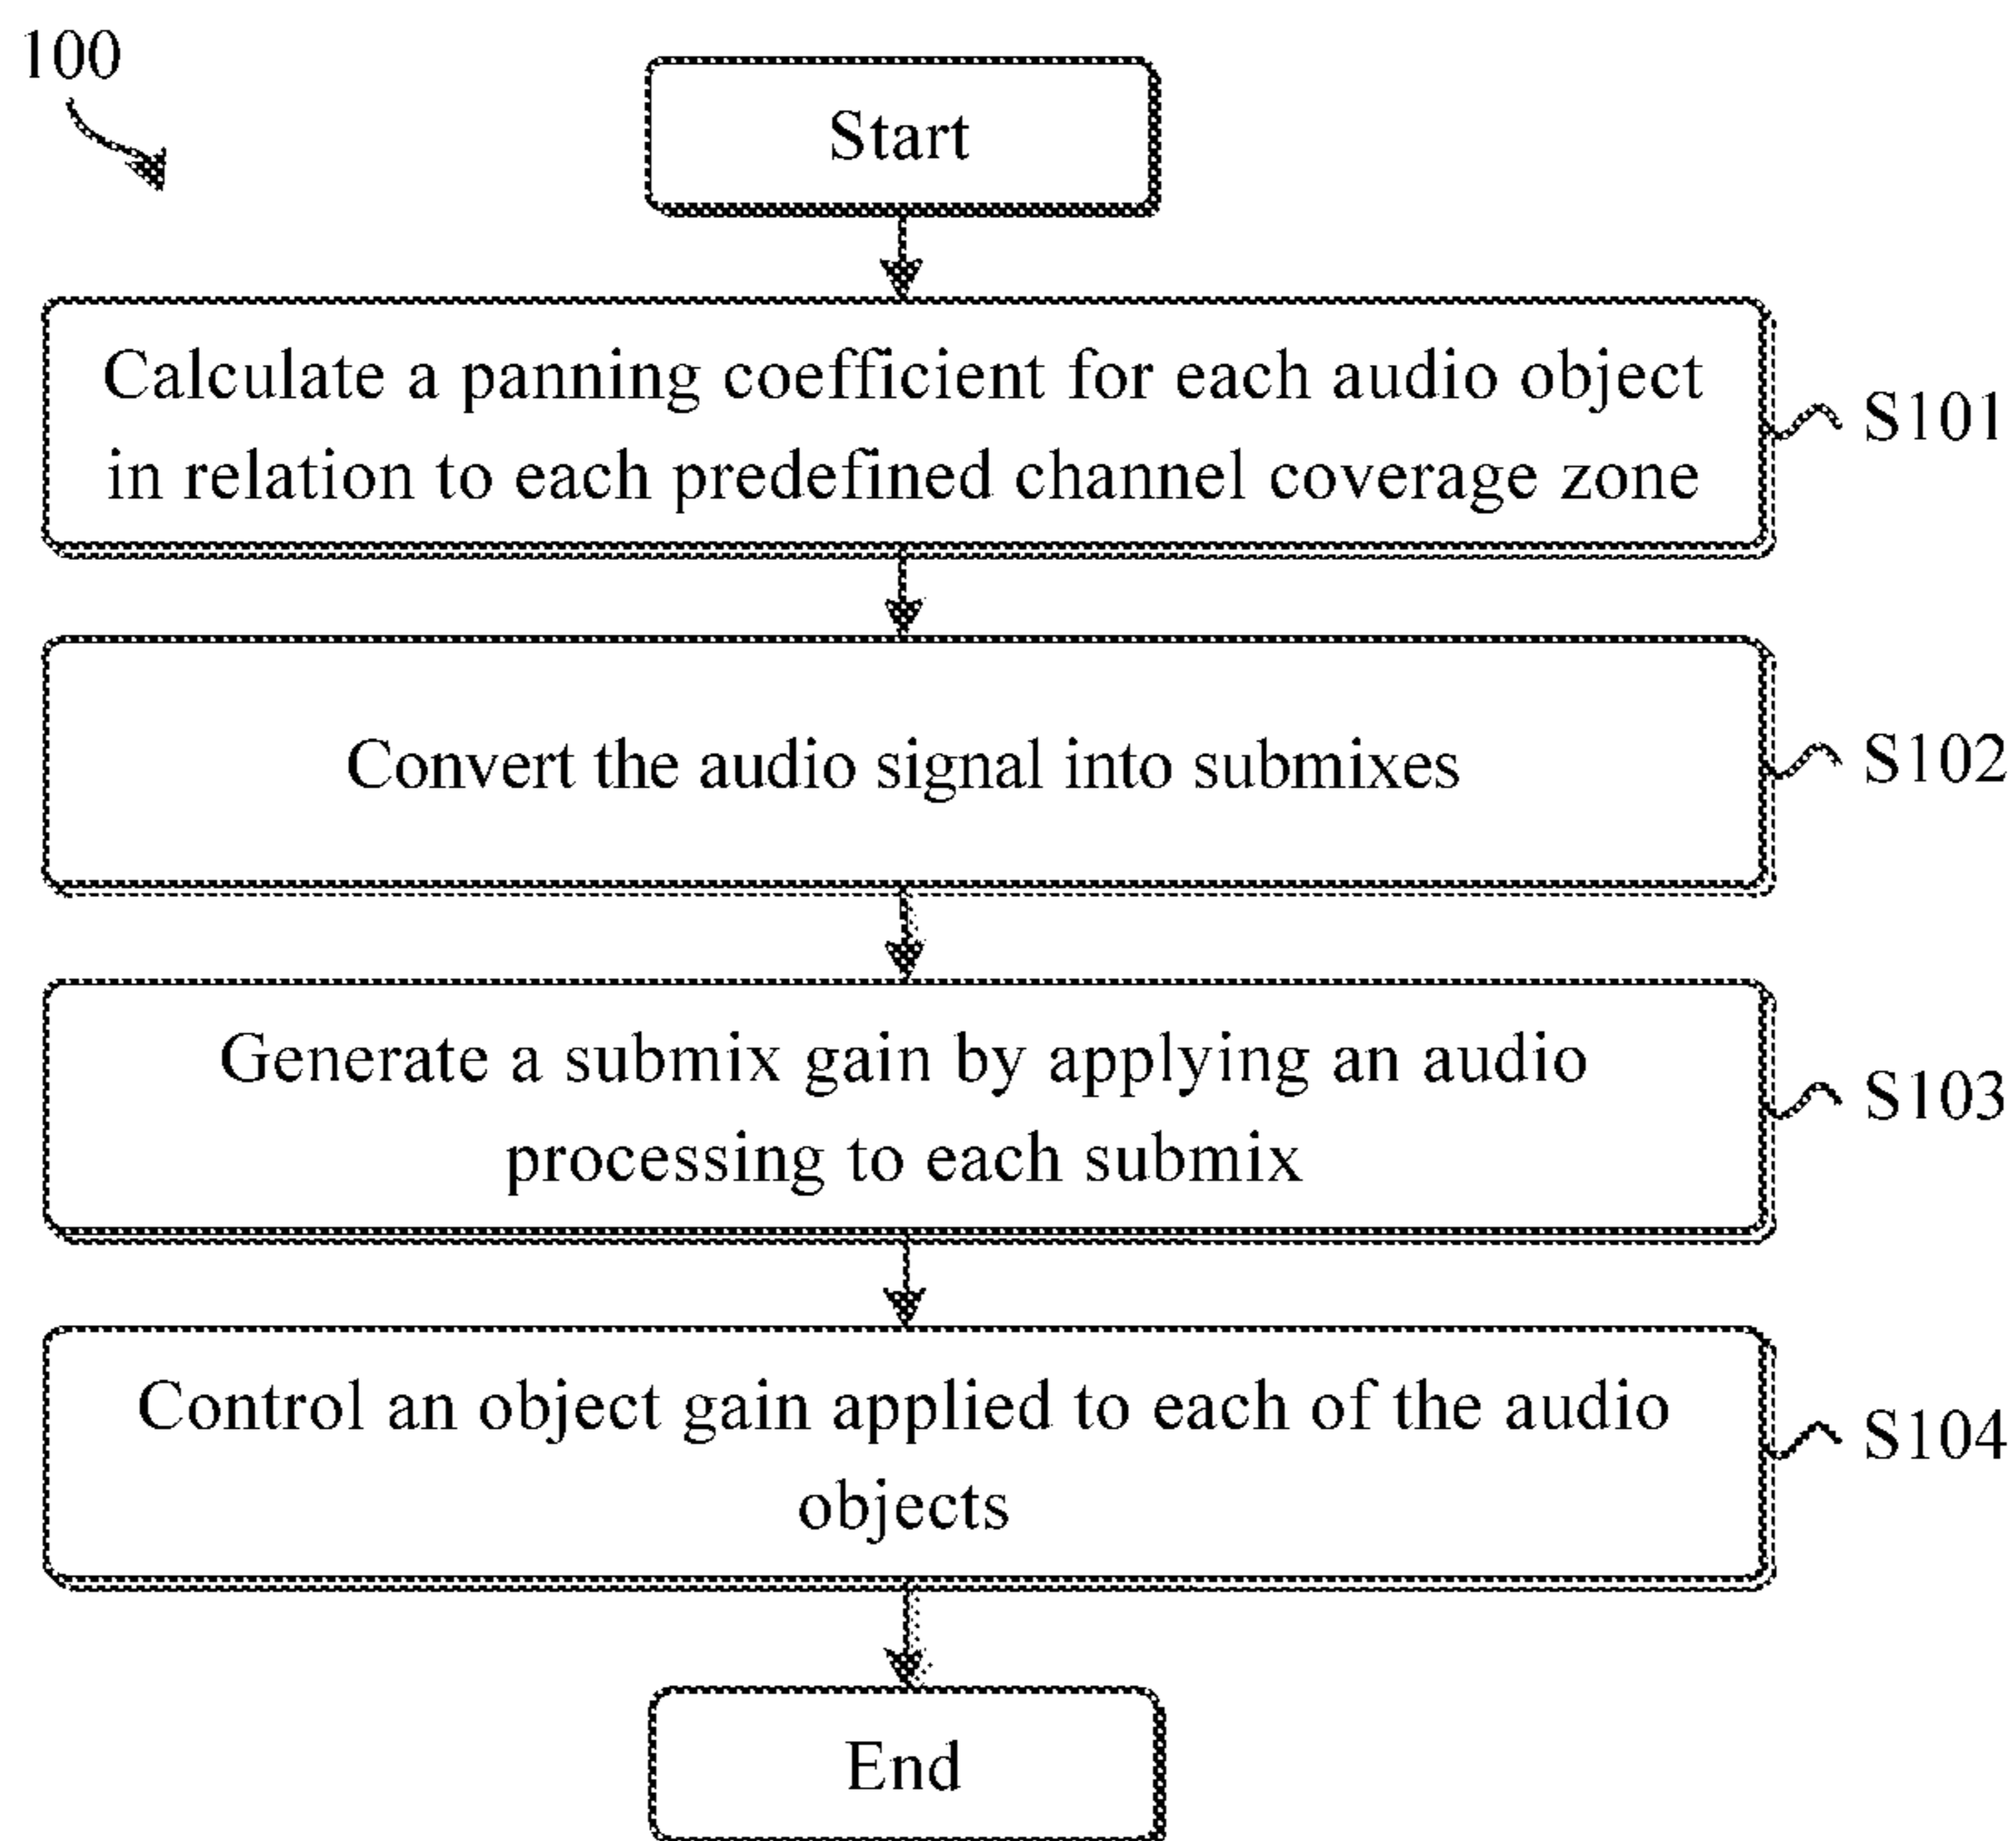 100
Start
Calculate a panning coefficient for each audio object
in relation to each predefined channel coverage zone
S101
Convert the audio signal into submixes
S102
Generate a submix gain by applying an audio
processing to each submix
S103
Control an object gain applied to each of the audio
objects
S104
End